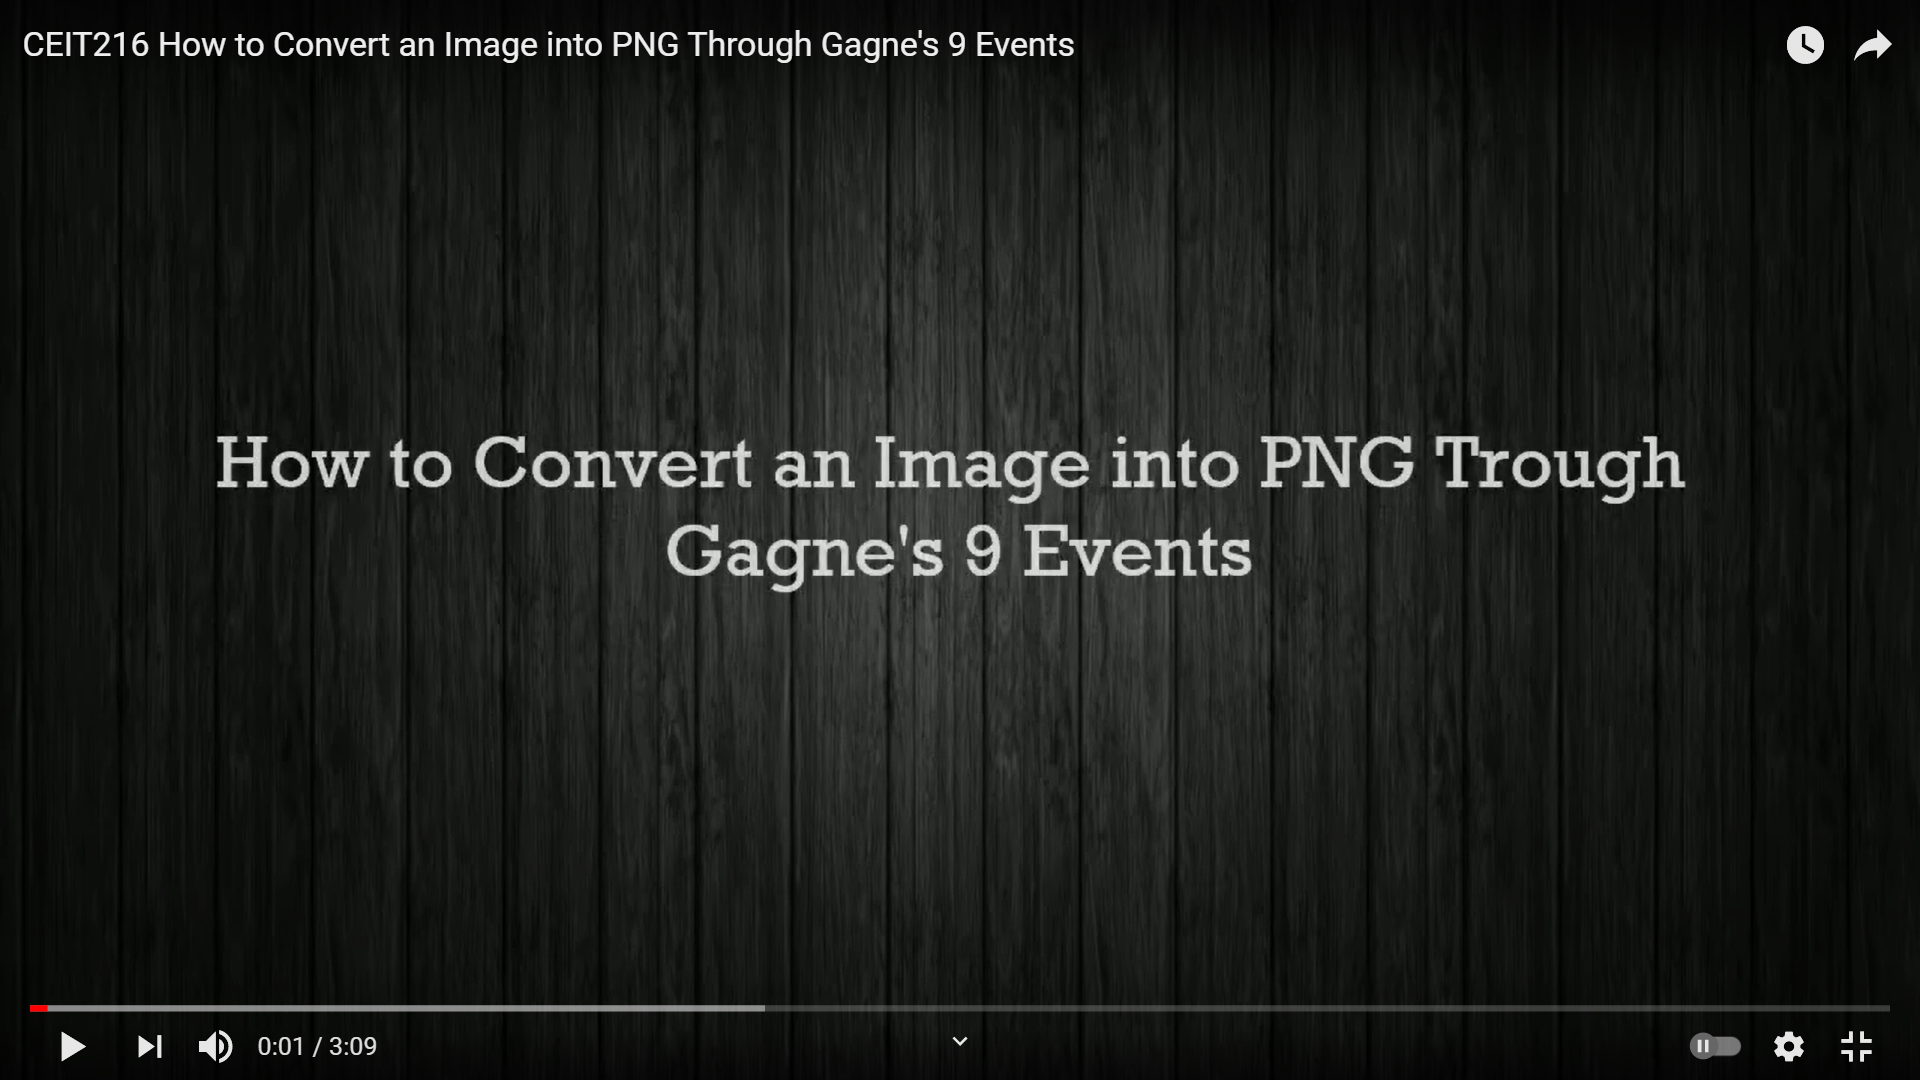 CEIT216 How to Convert an Image into PNG Through Gagne's 9 Events
How to Convert an Image into PNG Trough
Gagne's 9 Events
0:01 / 3:09